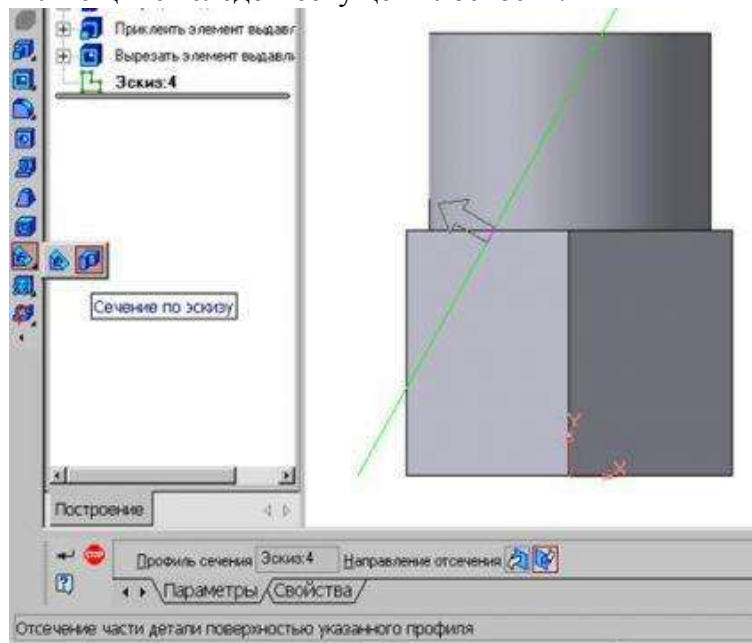 Приклеить элемент выдавл
Вырезать элемент выдавл
Эскиз:4
Сечение по эскизу
Y
X
Построение
Профиль сечения Эскиз:4 Направление отсечения
Параметры Свойства
Отсечение части детали поверхностью указанного профиля